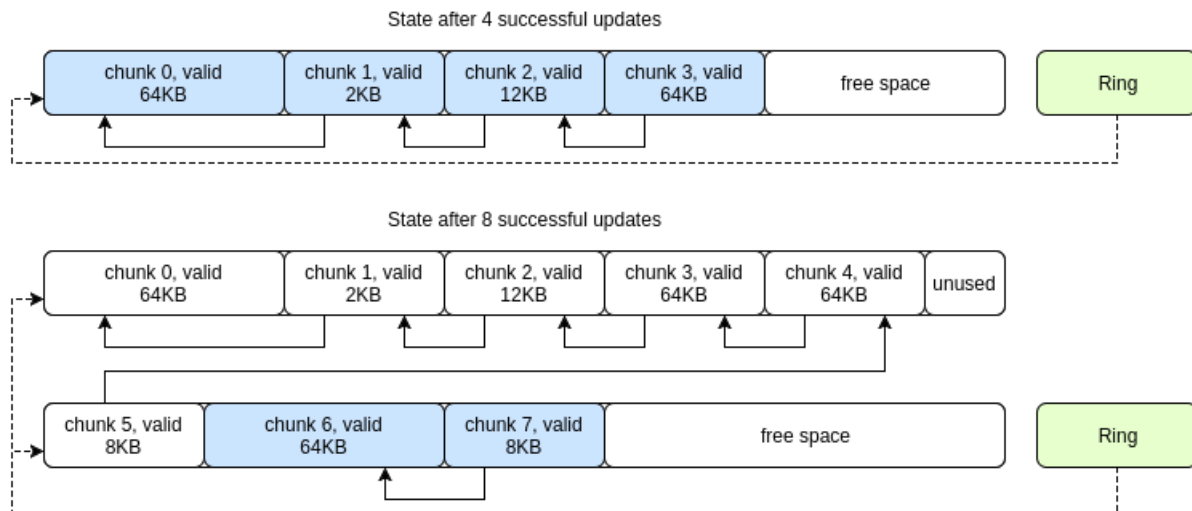 State after 4 successful updates
chunk 0, valid
64KB
chunk 1, valid
2KB
chunk 2, valid
12KB
chunk 3, valid
64KB
free space
Ring
State after 8 successful updates
chunk 0, valid
64KB
chunk 1, valid
2KB
chunk 2, valid
12KB
chunk 3, valid
64KB
chunk 4, valid
64KB
unused
chunk 5, valid
8KB
chunk 6, valid
64KB
chunk 7, valid
8KB
free space
Ring